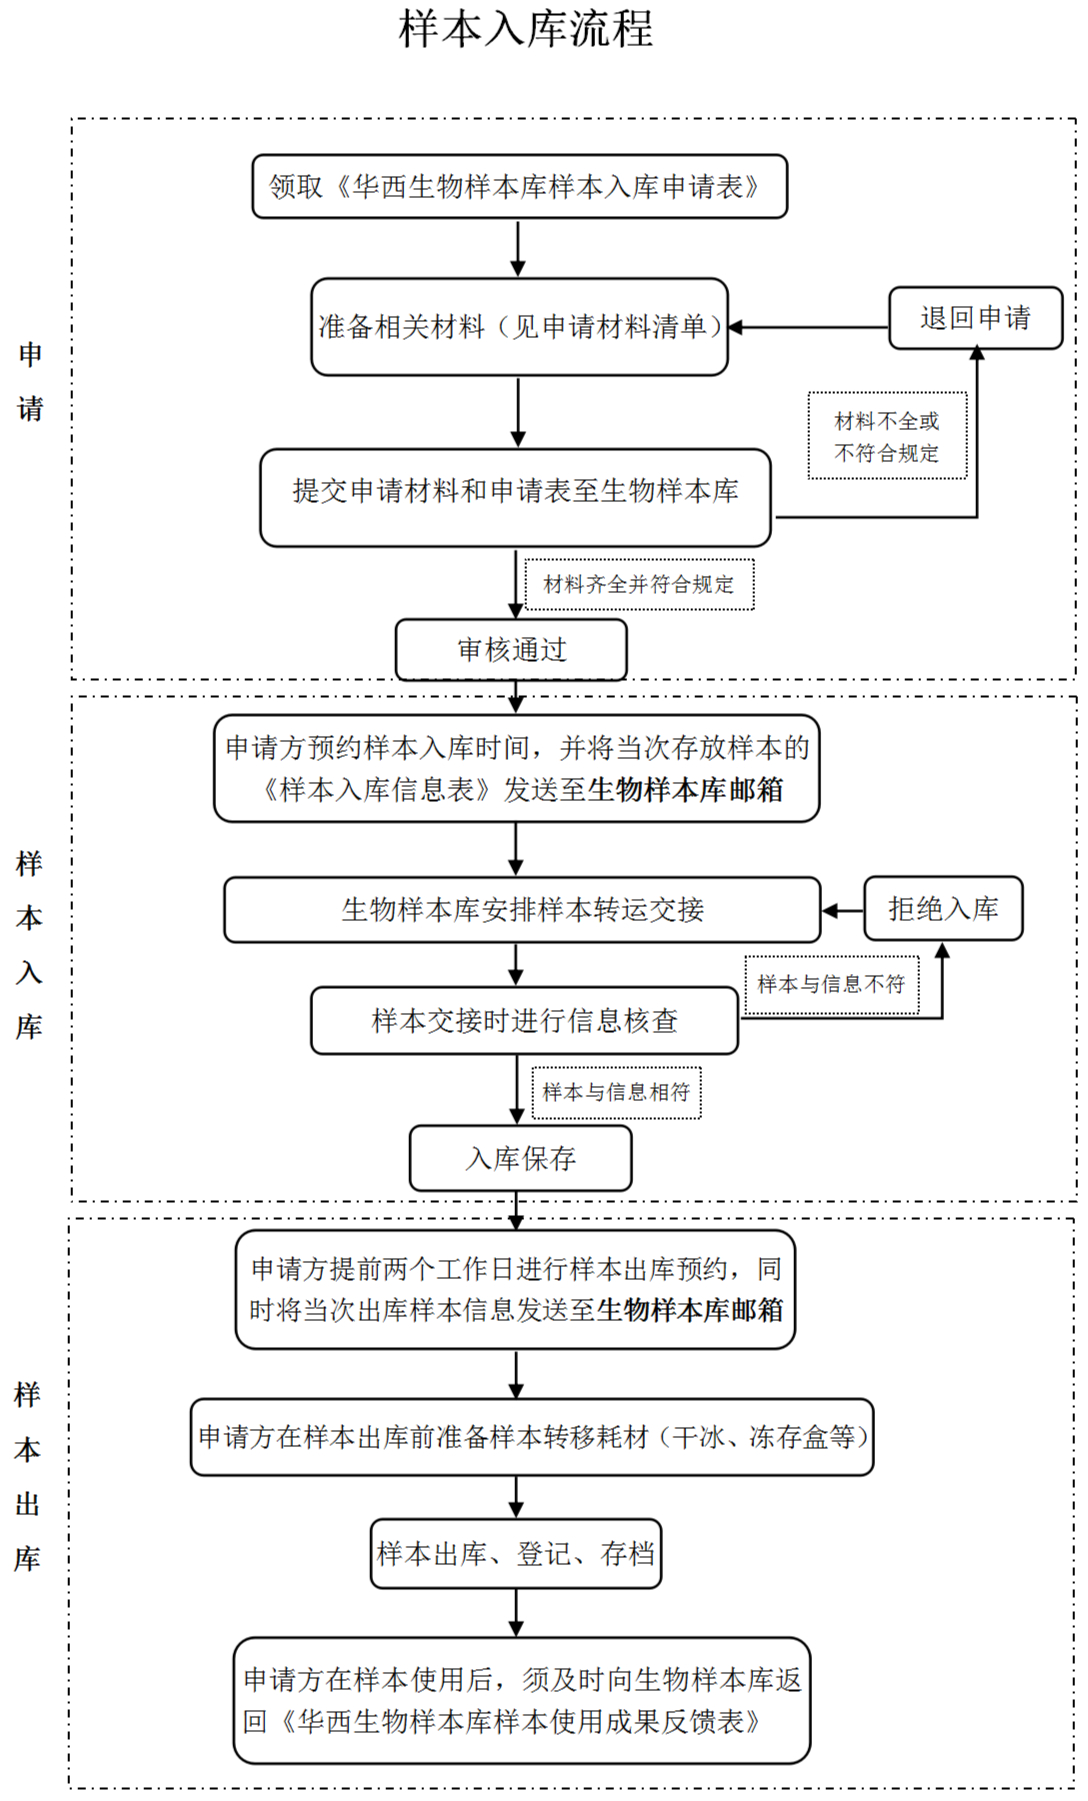 样本入库流程
申
请
领取《华西生物样本库样本入库申请表》
准备相关材料（见申请材料清单）
退回申请
材料不全或
不符合规定
提交申请材料和申请表至生物样本库
材料齐全并符合规定
审核通过
样
本
入
库
申请方预约样本入库时间，并将当次存放样本的
《样本入库信息表》发送至生物样本库邮箱
生物样本库安排样本转运交接
拒绝入库
样本与信息不符
样本交接时进行信息核查
样本与信息相符
入库保存
样
本
出
库
申请方提前两个工作日进行样本出库预约，同
时将当次出库样本信息发送至生物样本库邮箱
申请方在样本出库前准备样本转移耗材（干冰、冻存盒等）
样本出库、登记、存档
申请方在样本使用后，须及时向生物样本库返
回《华西生物样本库样本使用成果反馈表》